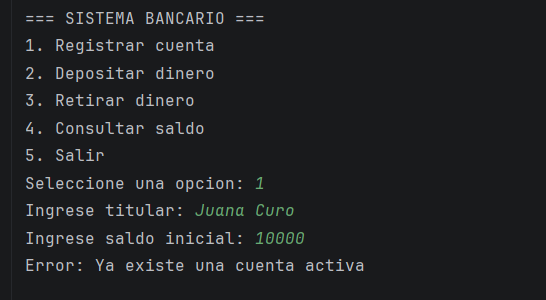 === SISTEMA BANCARIO ===
1. Registrar cuenta
2. Depositar dinero
3. Retirar dinero
4. Consultar saldo
5. Salir
Seleccione una opcion: 1
Ingrese titular: Juana Curo
Ingrese saldo inicial: 10000
Error: Ya existe una cuenta activa